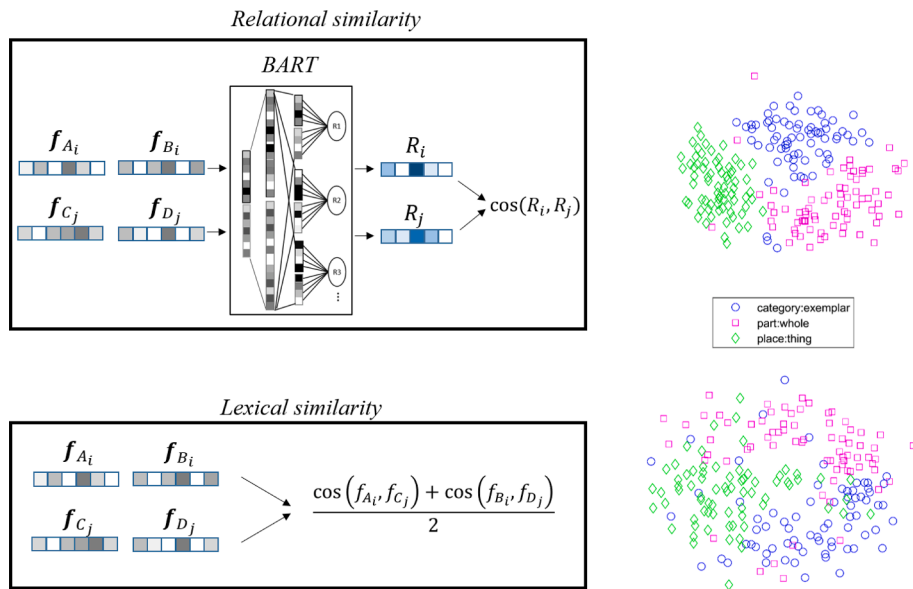 Relational similarity
BART
f_{A_i} f_{B_i}
f_{C_j} f_{D_j}
R1
R2
R3
⋮
R_i
R_j
cos(R_i, R_j)
category:exemplar
part:whole
place:thing
Lexical similarity
f_{A_i} f_{B_i}
f_{C_j} f_{D_j}
cos(f_{A_i}, f_{C_j}) + cos(f_{B_i}, f_{D_j})
2